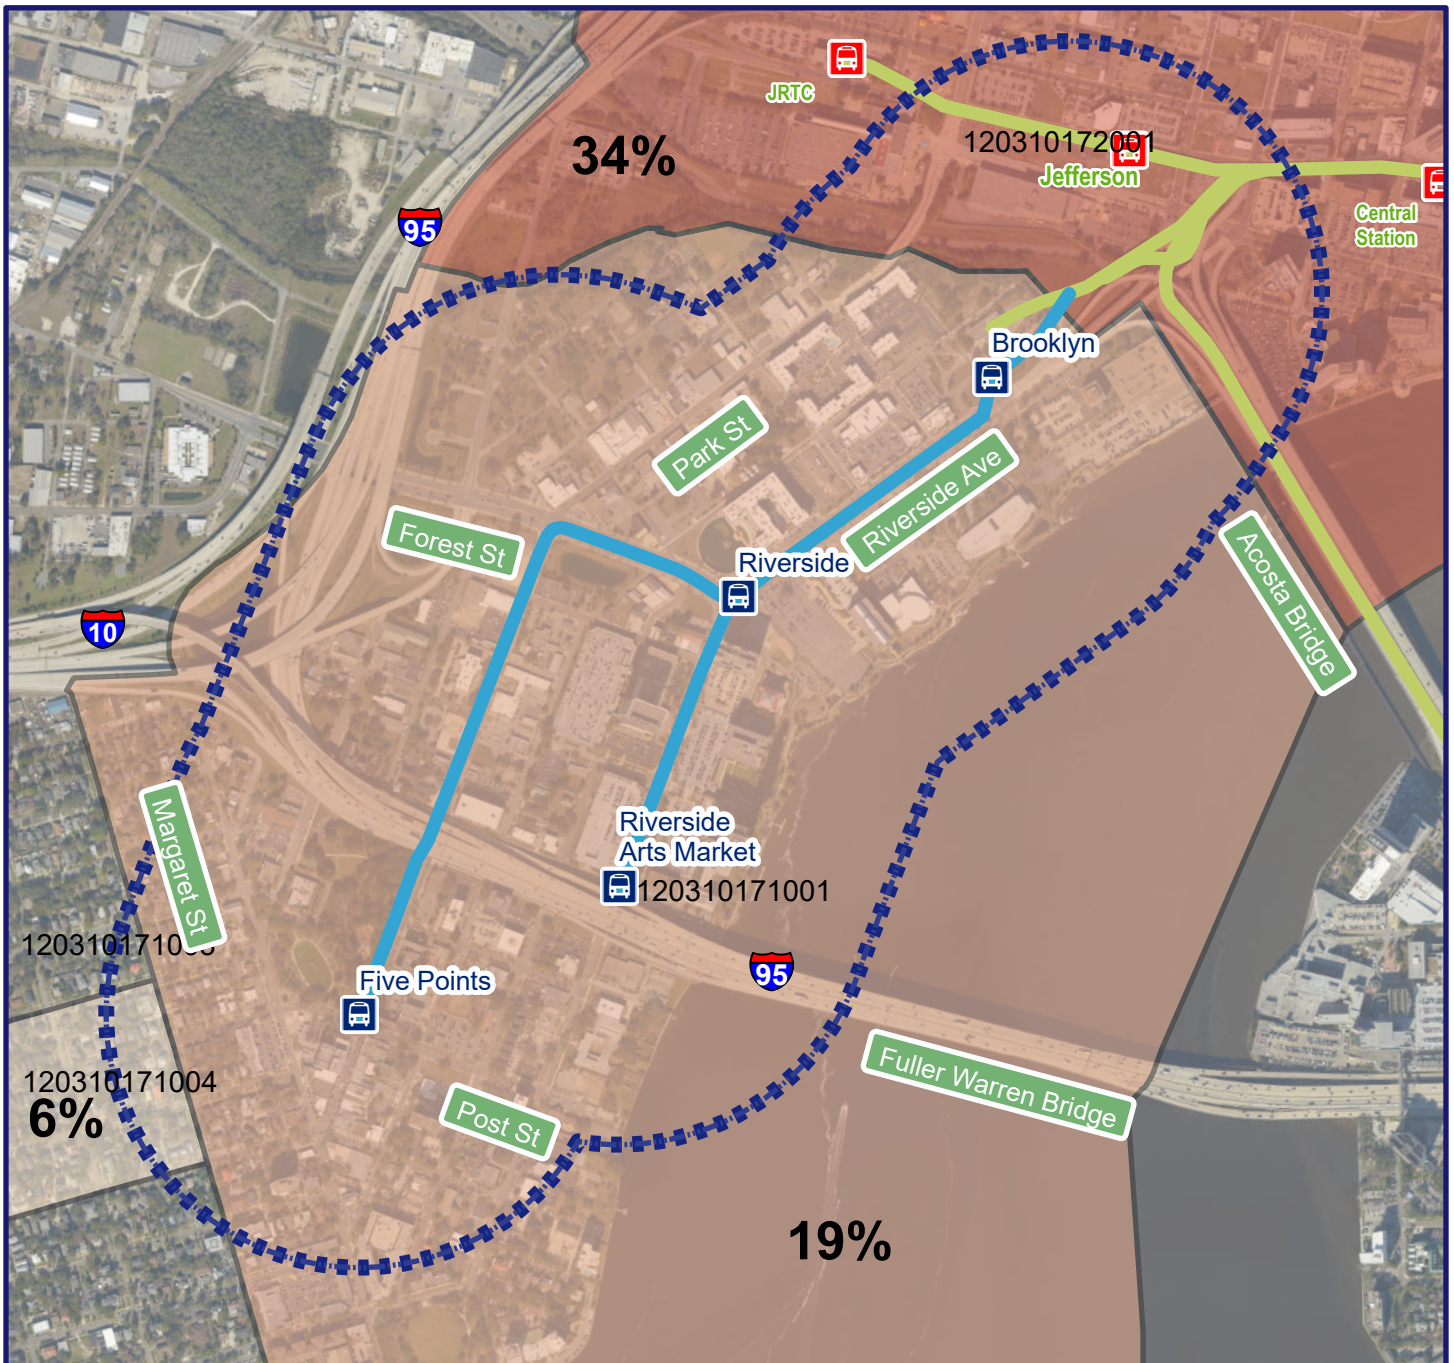 JRTC
34%
120310172001
Jefferson
95
Central
Station
Brooklyn
Park St
Riverside Ave
Forest St
Riverside
Acosta Bridge
10
Margaret St
Riverside
Arts Market
120310171001
Five Points
95
Fuller Warren Bridge
120310171004
6%
Post St
19%